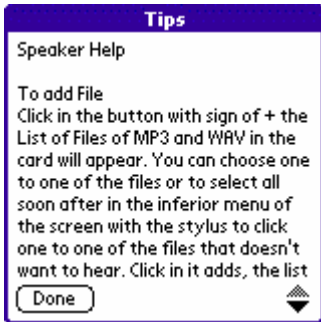 Tips
Speaker Help
To add File
Click in the button with sign of + the
List of Files of MP3 and WAV in the
card will appear. You can choose one
to one of the files or to select all
soon after in the inferior menu of
the screen with the stylus to click
one to one of the files that doesn't
want to hear. Click in it adds, the list
Done